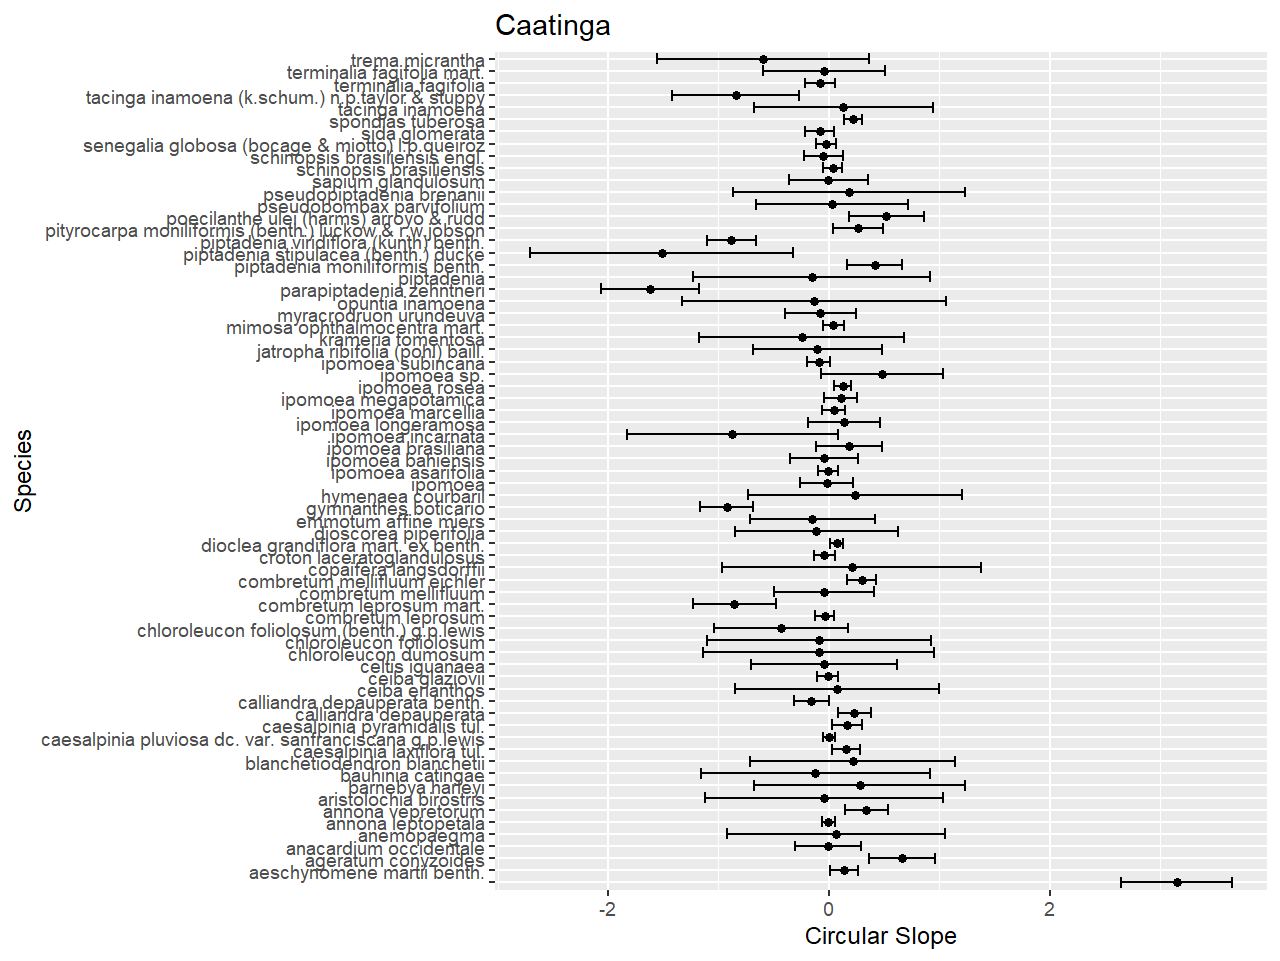 Caatinga
trema micrantha
terminalia fagifolia mart.
terminalia fagifolia
tacinga inamoena (k.schum.) n.p.taylor & stuppy
tacinga inamoena
spondias tuberosa
sida glomerata
senegalia globosa (bocage & miotto) l.p.queiroz
schinopsis brasiliensis engl.
schinopsis brasiliensis
sapium glandulosum
pseudopiptadenia brenanii
pseudobombax parvifolium
poecilanthe ulei (harms) arroyo & rudd
pityrocarpa moniliformis (benth.) luckow & r.w.jobson
piptadenia viridiflora (kunth) benth.
piptadenia stipulacea (benth.) ducke
piptadenia moniliformis benth.
piptadenia
parapiptadenia zehntneri
opuntia inamoena
myracrodruon urundeuva
mimosa ophthalmocentra mart.
krameria tomentosa
jatropha ribifolia (pohl) baill.
ipomoea subincana
ipomoea sp.
ipomoea rosea
ipomoea megapotamica
ipomoea marcellia
ipomoea longeramosa
ipomoea incarnata
ipomoea brasiliana
ipomoea bahiensis
ipomoea asarifolia
ipomoea
hymenaea courbaril
gymnanthes boticario
emmotum affine miers
dioscorea piperifolia
dioclea grandiflora mart. ex benth.
croton laceratoglandulosus
copaifera langsdorffii
combretum mellifluum eichler
combretum mellifluum
combretum leprosum mart.
combretum leprosum
chloroleucon foliolosum (benth.) g.p.lewis
chloroleucon foliolosum
chloroleucon dumosum
celtis iguanaea
ceiba glaziovii
ceiba erianthos
calliandra depauperata benth.
calliandra depauperata
caesalpinia pyramidalis tul.
caesalpinia pluviosa dc. var. sanfranciscana g.p.lewis
caesalpinia laxiflora tul.
blanchetiodendron blanchetii
bauhinia catingae
barnebya harleyi
aristolochia birostris
annona vepretorum
annona leptopetala
anemopaegma
anacardium occidentale
ageratum conyzoides
aeschynomene martii benth.
Species
-2 0 2
Circular Slope